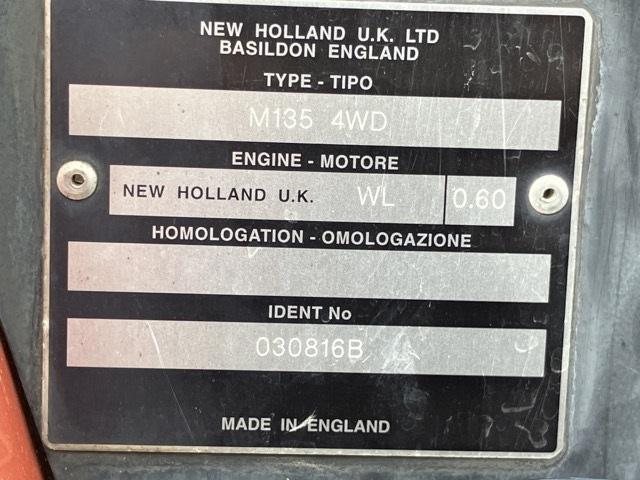 NEW HOLLAND U.K. LTD
BASILDON ENGLAND
TYPE - TIPO
M135 4WD
ENGINE - MOTORE
NEW HOLLAND U.K. WL 0.60
HOMOLOGATION - OMOLOGAZIONE
IDENT No
030816B
MADE IN ENGLAND